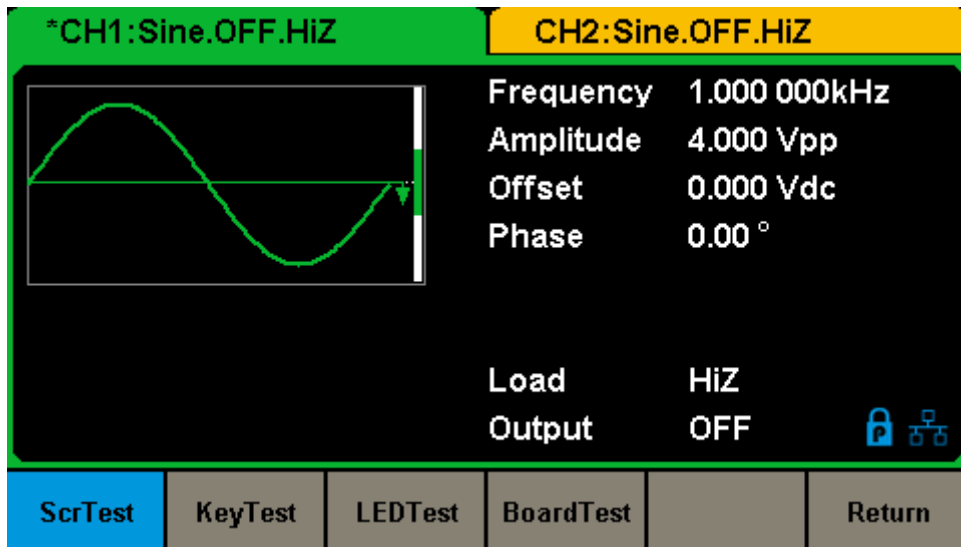 *CH1:Sine.OFF.HiZ
CH2:Sine.OFF.HiZ
Frequency 1.000 000kHz
Amplitude 4.000 Vpp
Offset 0.000 Vdc
Phase 0.00 °
Load HiZ
Output OFF
P
ScrTest KeyTest LEDTest BoardTest Return